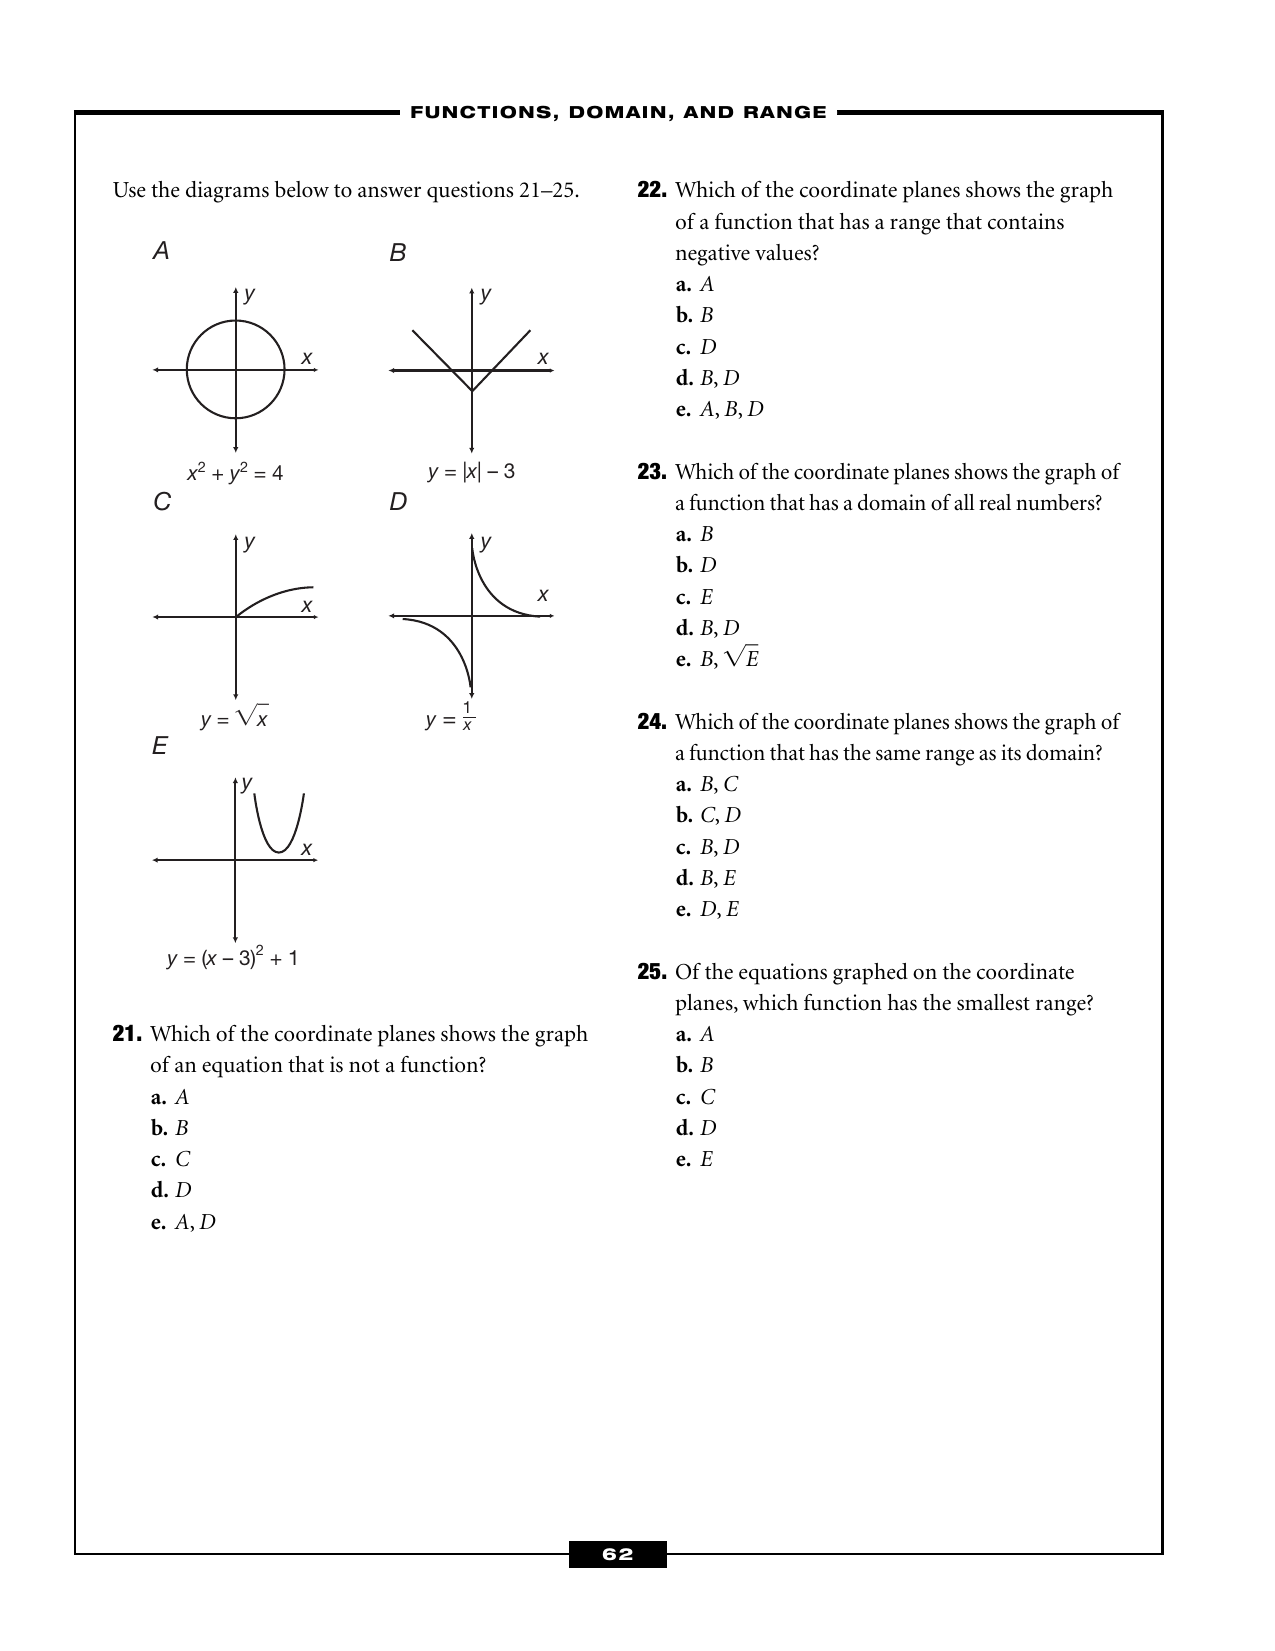 FUNCTIONS, DOMAIN, AND RANGE
Use the diagrams below to answer questions 21–25.
A
B
y
x
y
x
x² + y² = 4
y = |x| – 3
C
D
y
x
y
x
y = √x
y = 1/x
E
y
x
y = (x – 3)² + 1
21. Which of the coordinate planes shows the graph
of an equation that is not a function?
a. A
b. B
c. C
d. D
e. A, D
22. Which of the coordinate planes shows the graph
of a function that has a range that contains
negative values?
a. A
b. B
c. D
d. B, D
e. A, B, D
23. Which of the coordinate planes shows the graph of
a function that has a domain of all real numbers?
a. B
b. D
c. E
d. B, D
e. B, √E
24. Which of the coordinate planes shows the graph of
a function that has the same range as its domain?
a. B, C
b. C, D
c. B, D
d. B, E
e. D, E
25. Of the equations graphed on the coordinate
planes, which function has the smallest range?
a. A
b. B
c. C
d. D
e. E
62